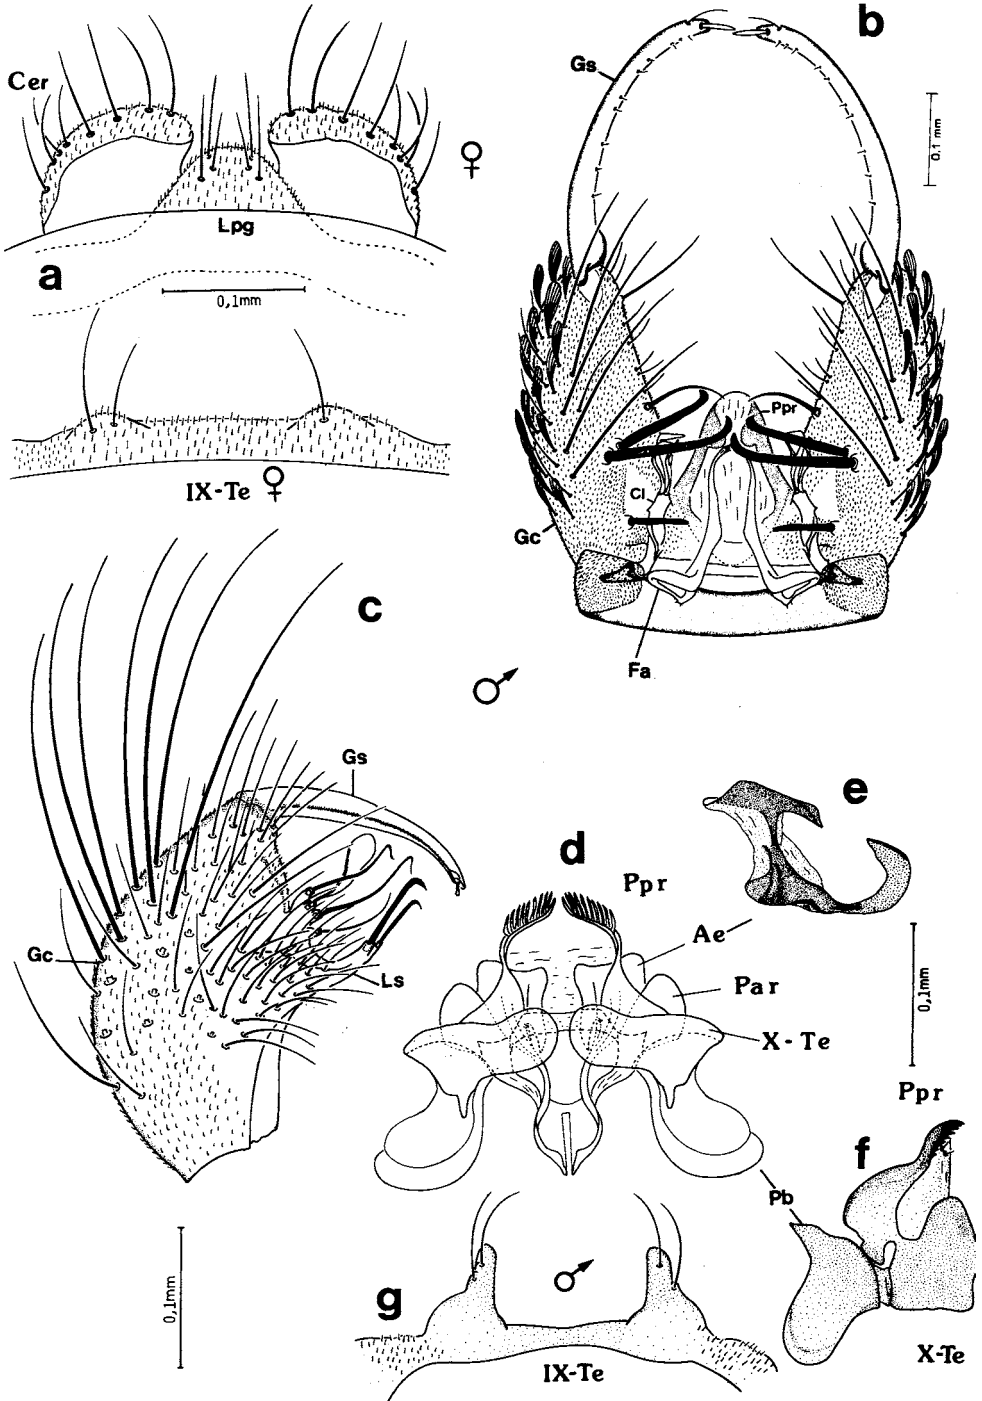 Cer
♀
Lpg
a
0,1mm
IX-Te ♀
b
Gs
0.1 mm
Ppr
Cl
Gc
Fa
c
♂
Gs
Gc
Ls
0,1mm
d
Ppr
Ae
Par
X-Te
e
0,1mm
Ppr
f
Pb
X-Te
g
♂
IX-Te